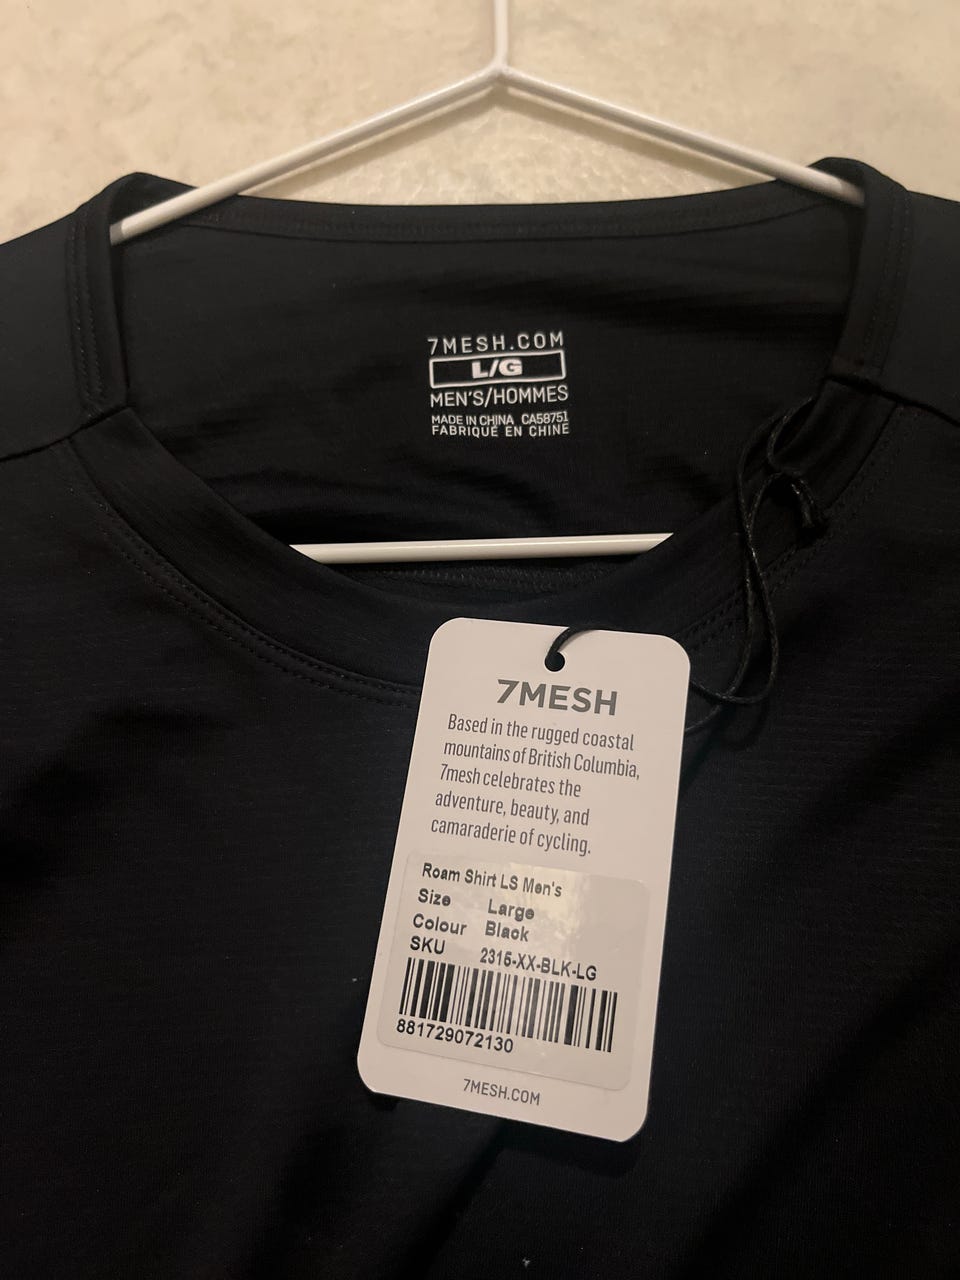 7MESH.COM
L/G
MEN'S/HOMMES
MADE IN CHINA CA58751
FABRIQUÉ EN CHINE
7MESH
Based in the rugged coastal
mountains of British Columbia,
7mesh celebrates the
adventure, beauty, and
camaraderie of cycling.
Roam Shirt LS Men's
Size Large
Colour Black
SKU 2315-XX-BLK-LG
881729072130
7MESH.COM